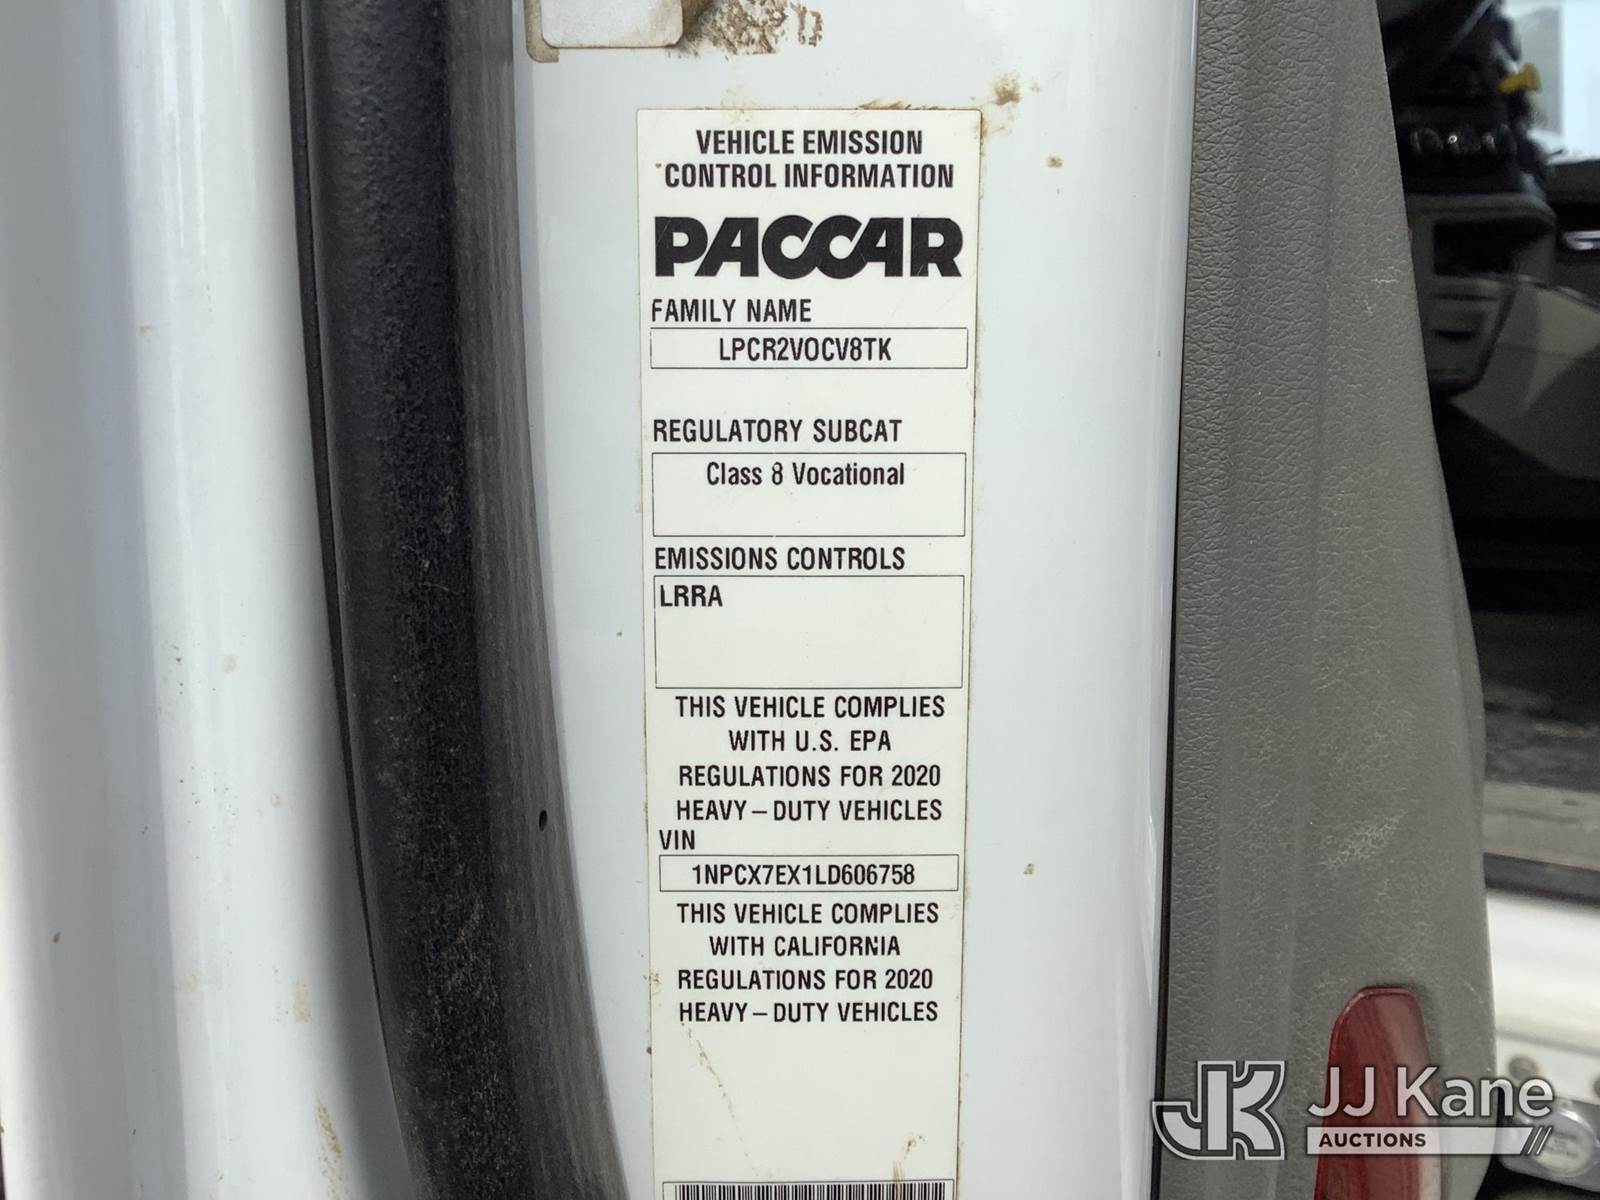 VEHICLE EMISSION
CONTROL INFORMATION
PACCAR
FAMILY NAME
LPCR2VOCV8TK
REGULATORY SUBCAT
Class 8 Vocational
EMISSIONS CONTROLS
LRRA
THIS VEHICLE COMPLIES
WITH U.S. EPA
REGULATIONS FOR 2020
HEAVY-DUTY VEHICLES
VIN
1NPCX7EX1LD606758
THIS VEHICLE COMPLIES
WITH CALIFORNIA
REGULATIONS FOR 2020
HEAVY-DUTY VEHICLES
JK JJ Kane
AUCTIONS